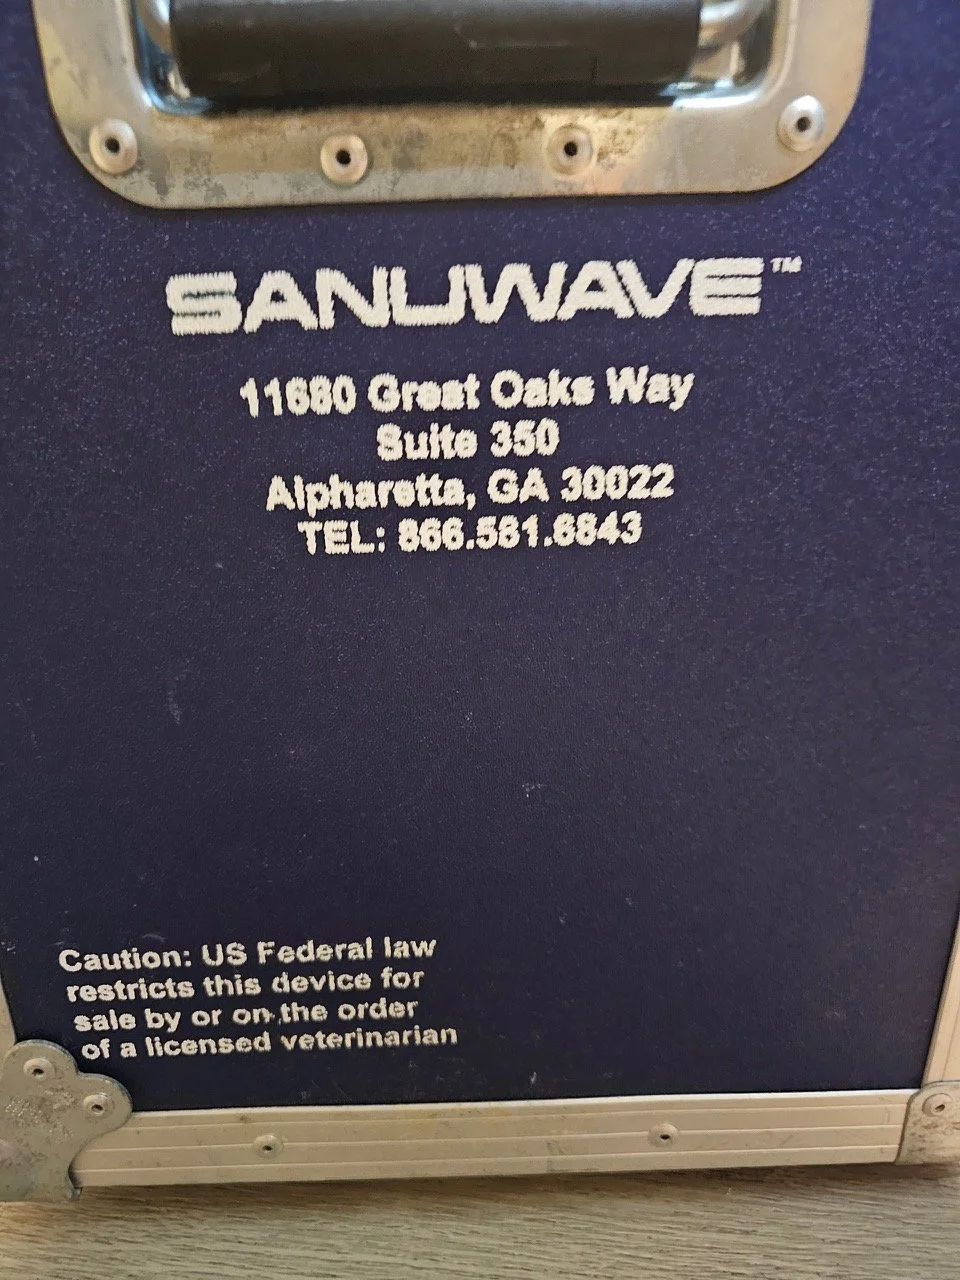 SANUWAVE™
11680 Great Oaks Way
Suite 350
Alpharetta, GA 30022
TEL: 866.581.6843
Caution: US Federal law
restricts this device for
sale by or on the order
of a licensed veterinarian